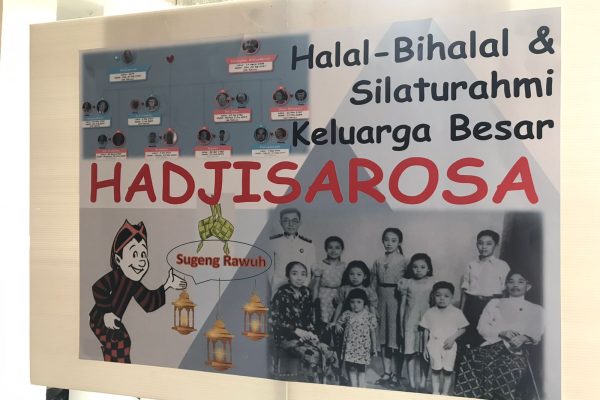 Halal-Bihalal &
Silaturahmi
Keluarga Besar
HADJISAROSA
Sugeng Rawuh